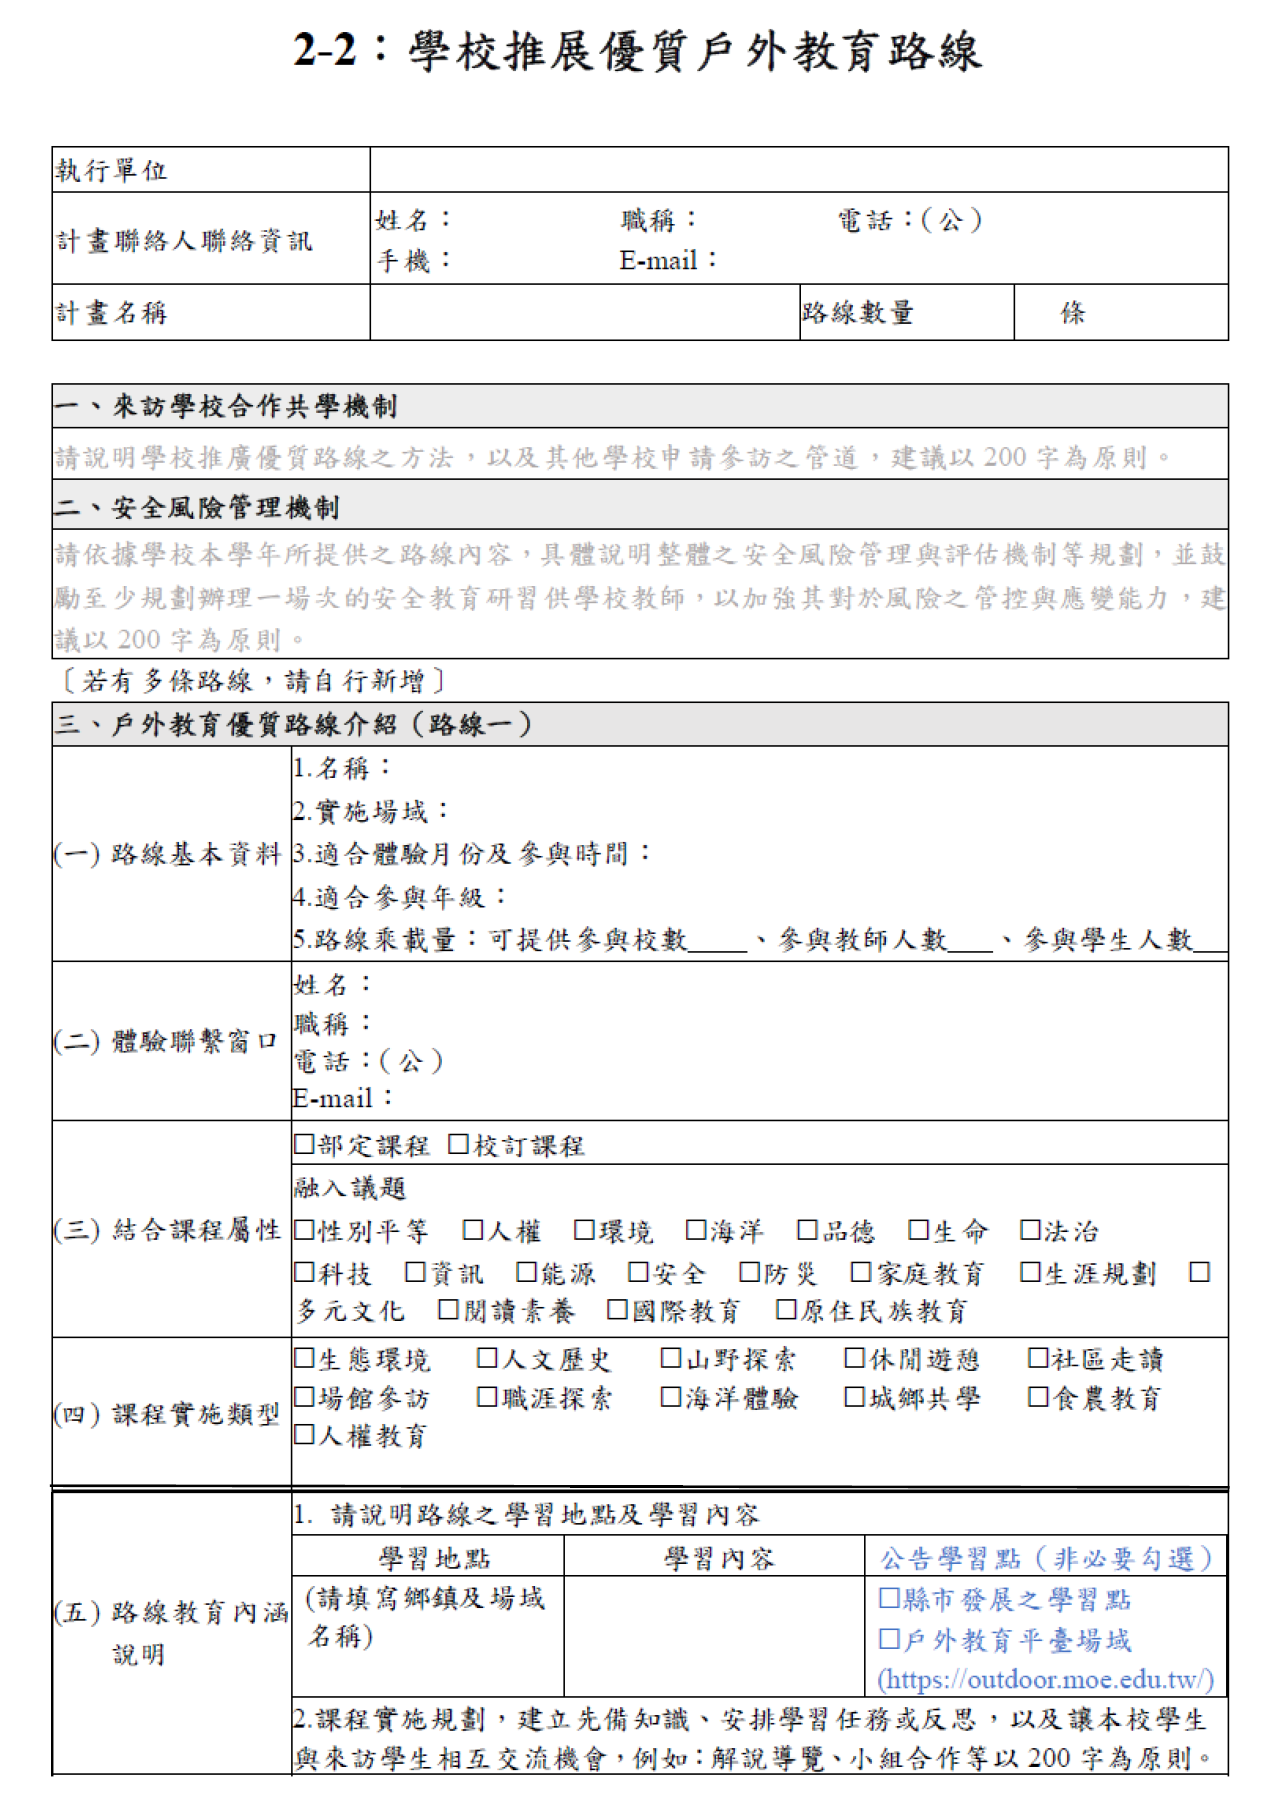 2-2：學校推展優質戶外教育路線
執行單位
計畫聯絡人聯絡資訊
姓名： 職稱： 電話：(公)
手機： E-mail：
計畫名稱 路線數量 條
一、來訪學校合作共學機制
請說明學校推廣優質路線之方法，以及其他學校申請參訪之管道，建議以 200 字為原則。
二、安全風險管理機制
請依據學校本學年所提供之路線內容，具體說明整體之安全風險管理與評估機制等規劃，並鼓
勵至少規劃辦理一場次的安全教育研習供學校教師，以加強其對於風險之管控與應變能力，建
議以 200 字為原則。
〔若有多條路線，請自行新增〕
三、戶外教育優質路線介紹（路線一）
(一) 路線基本資料
1.名稱：
2.實施場域：
3.適合體驗月份及參與時間：
4.適合參與年級：
5.路線乘載量：可提供參與校數____、參與教師人數___、參與學生人數__
(二) 體驗聯繫窗口
姓名：
職稱：
電話：(公)
E-mail：
(三) 結合課程屬性
□部定課程 □校訂課程
融入議題
□性別平等 □人權 □環境 □海洋 □品德 □生命 □法治
□科技 □資訊 □能源 □安全 □防災 □家庭教育 □生涯規劃 □
多元文化 □閱讀素養 □國際教育 □原住民族教育
(四) 課程實施類型
□生態環境 □人文歷史 □山野探索 □休閒遊憩 □社區走讀
□場館參訪 □職涯探索 □海洋體驗 □城鄉共學 □食農教育
□人權教育
(五) 路線教育內涵
說明
1. 請說明路線之學習地點及學習內容
學習地點 學習內容 公告學習點（非必要勾選）
(請填寫鄉鎮及場域
名稱)
□縣市發展之學習點
□戶外教育平臺場域
(https://outdoor.moe.edu.tw/)
2.課程實施規劃，建立先備知識、安排學習任務或反思，以及讓本校學生
與來訪學生相互交流機會，例如：解說導覽、小組合作等以 200 字為原則。